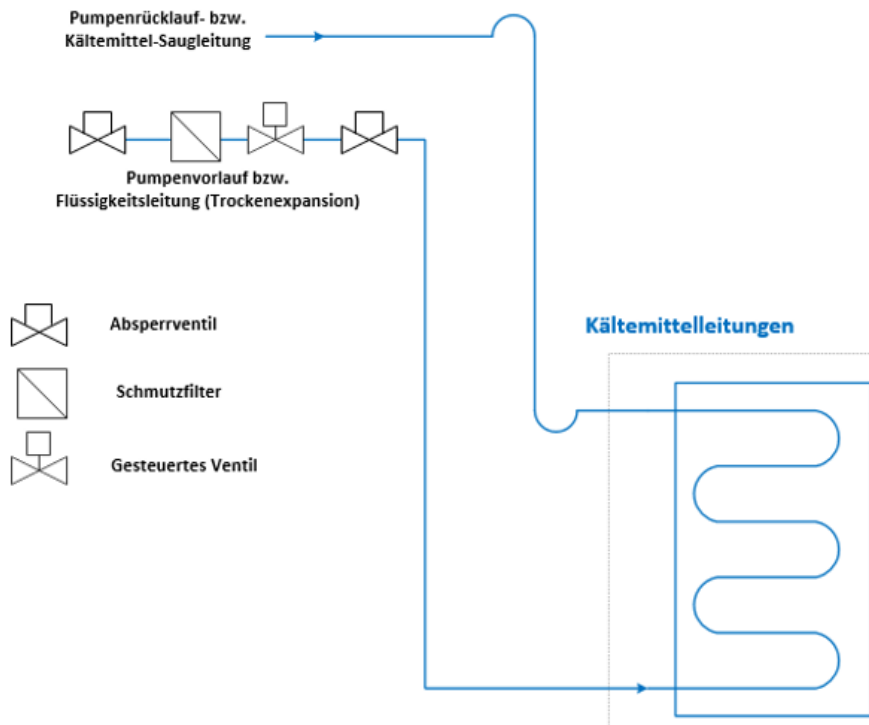 Pumpenrücklauf- bzw.
Kältemittel-Saugleitung
Pumpenvorlauf bzw.
Flüssigkeitsleitung (Trockenexpansion)
Absperrventil
Schmutzfilter
Gesteuertes Ventil
Kältemittelleitungen